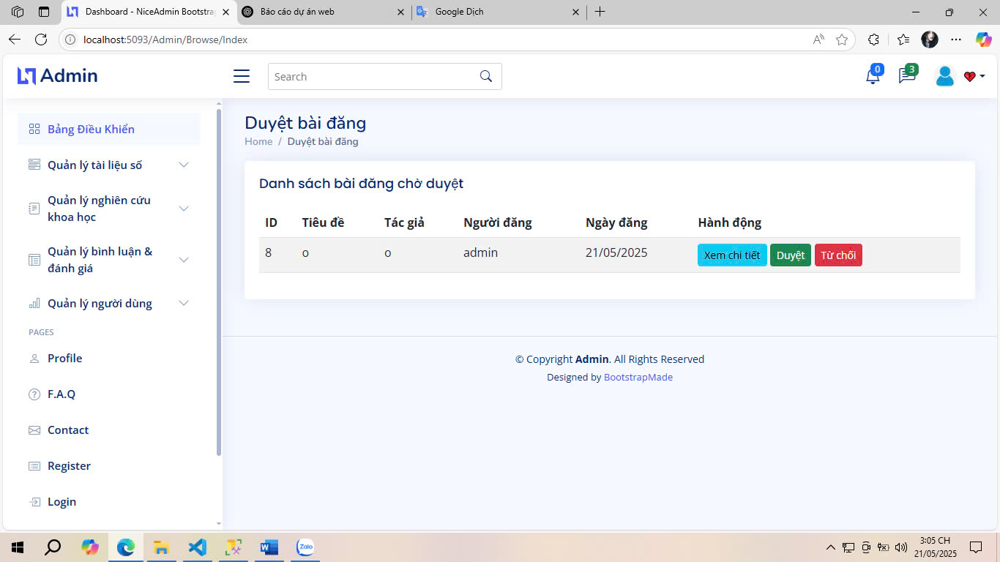 Dashboard - NiceAdmin Bootstra
Báo cáo dự án web
Google Dịch
localhost:5093/Admin/Browse/Index
Admin
Search
0
3
Bảng Điều Khiển
Quản lý tài liệu số
Quản lý nghiên cứu
khoa học
Quản lý bình luận &
đánh giá
Quản lý người dùng
PAGES
Profile
F.A.Q
Contact
Register
Login
Duyệt bài đăng
Home / Duyệt bài đăng
Danh sách bài đăng chờ duyệt
ID Tiêu đề Tác giả Người đăng Ngày đăng Hành động
8 o o admin 21/05/2025 Xem chi tiết Duyệt Từ chối
© Copyright Admin. All Rights Reserved
Designed by BootstrapMade
Zalo
3:05 CH
21/05/2025